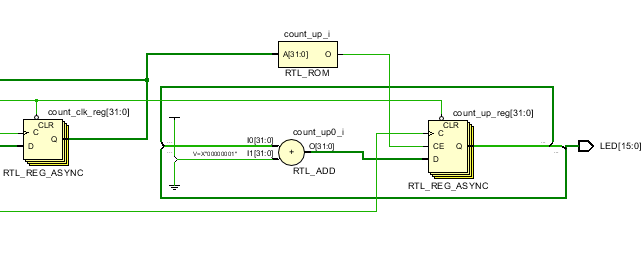 count_up_i
A[31:0] O
RTL_ROM
count_clk_reg[31:0]
CLR
C
D
Q
RTL_REG_ASYNC
count_up0_i
I0[31:0]
I1[31:0]
V=X"00000001"
+
O[31:0]
RTL_ADD
count_up_reg[31:0]
CLR
C
CE
D
Q
RTL_REG_ASYNC
LED[15:0]
...
...